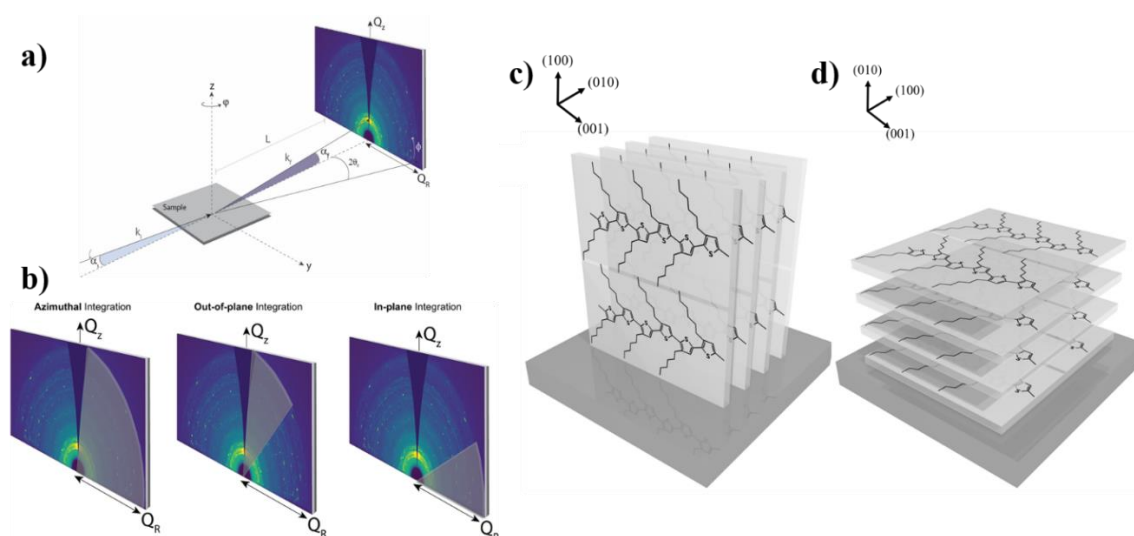 a)
Q_z
z
φ
L
k_f
α_f
2θ_f
ϕ
Q_R
Sample
k_i
α_i
y
b)
Azimuthal Integration
Q_z
Q_R
Out-of-plane Integration
Q_z
Q_R
In-plane Integration
Q_z
c)
(100)
(010)
(001)
d)
(010)
(100)
(001)